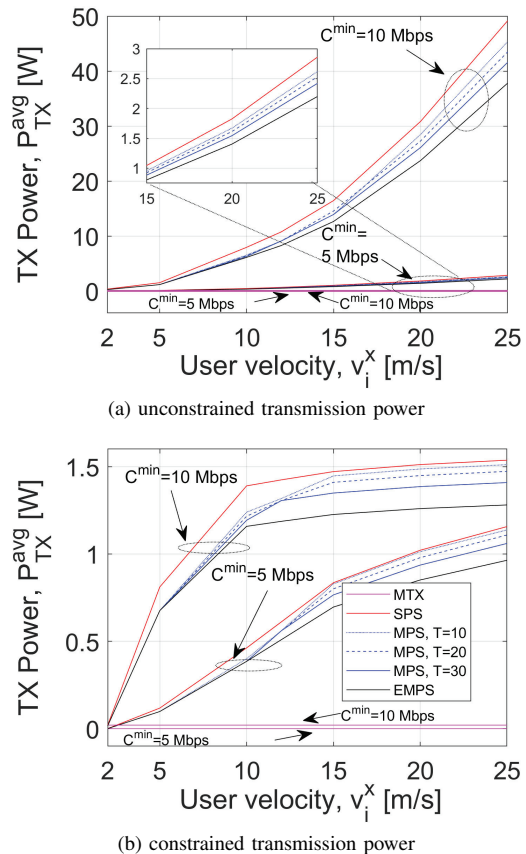 50
40
30
20
10
0
TX Power, P_TX^avg [W]
3
2.5
2
1.5
1
15
20
25
C^min=10 Mbps
C^min=
5 Mbps
C^min=5 Mbps
C^min=10 Mbps
2
5
10
15
20
25
User velocity, v_i^x [m/s]
(a) unconstrained transmission power
1.5
1
0.5
0
TX Power, P_TX^avg [W]
C^min=10 Mbps
C^min=5 Mbps
MTX
SPS
MPS, T=10
MPS, T=20
MPS, T=30
EMPS
C^min=10 Mbps
C^min=5 Mbps
2
5
10
15
20
25
User velocity, v_i^x [m/s]
(b) constrained transmission power